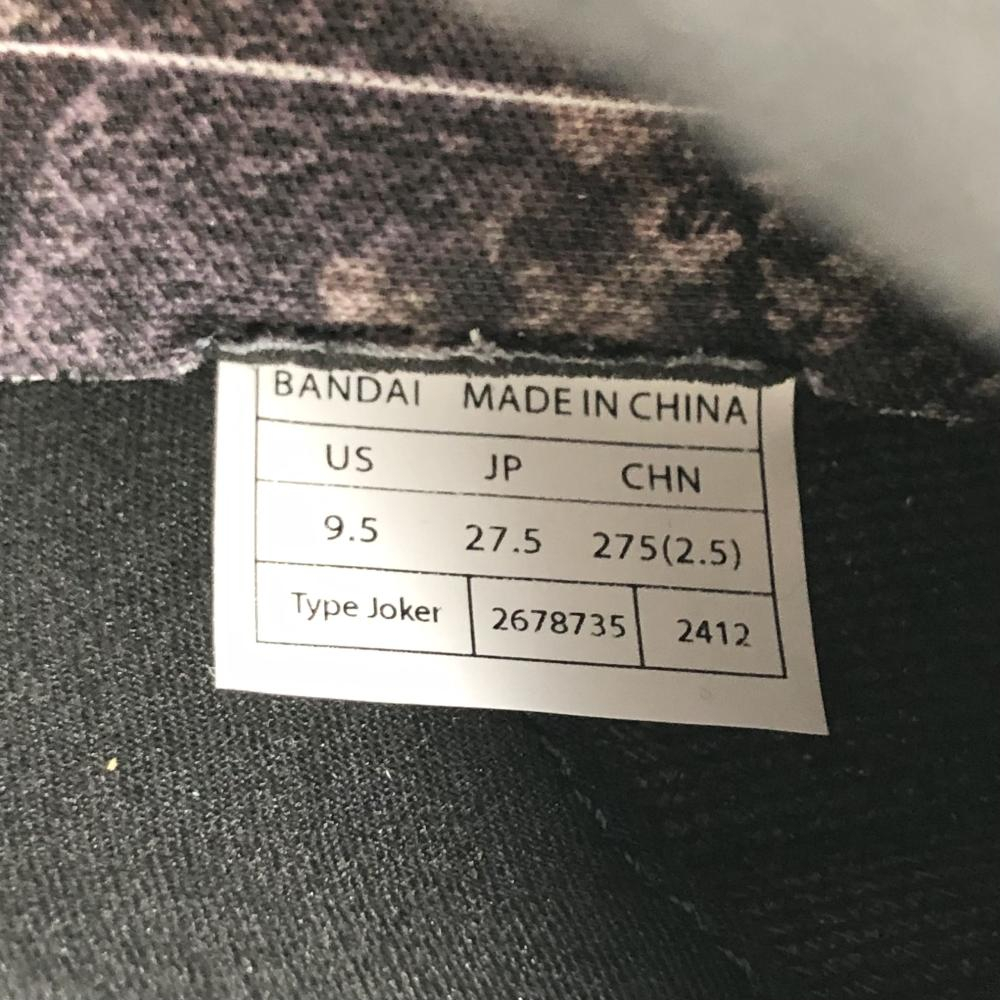 BANDAI MADE IN CHINA
US JP CHN
9.5 27.5 275(2.5)
Type Joker 2678735 2412